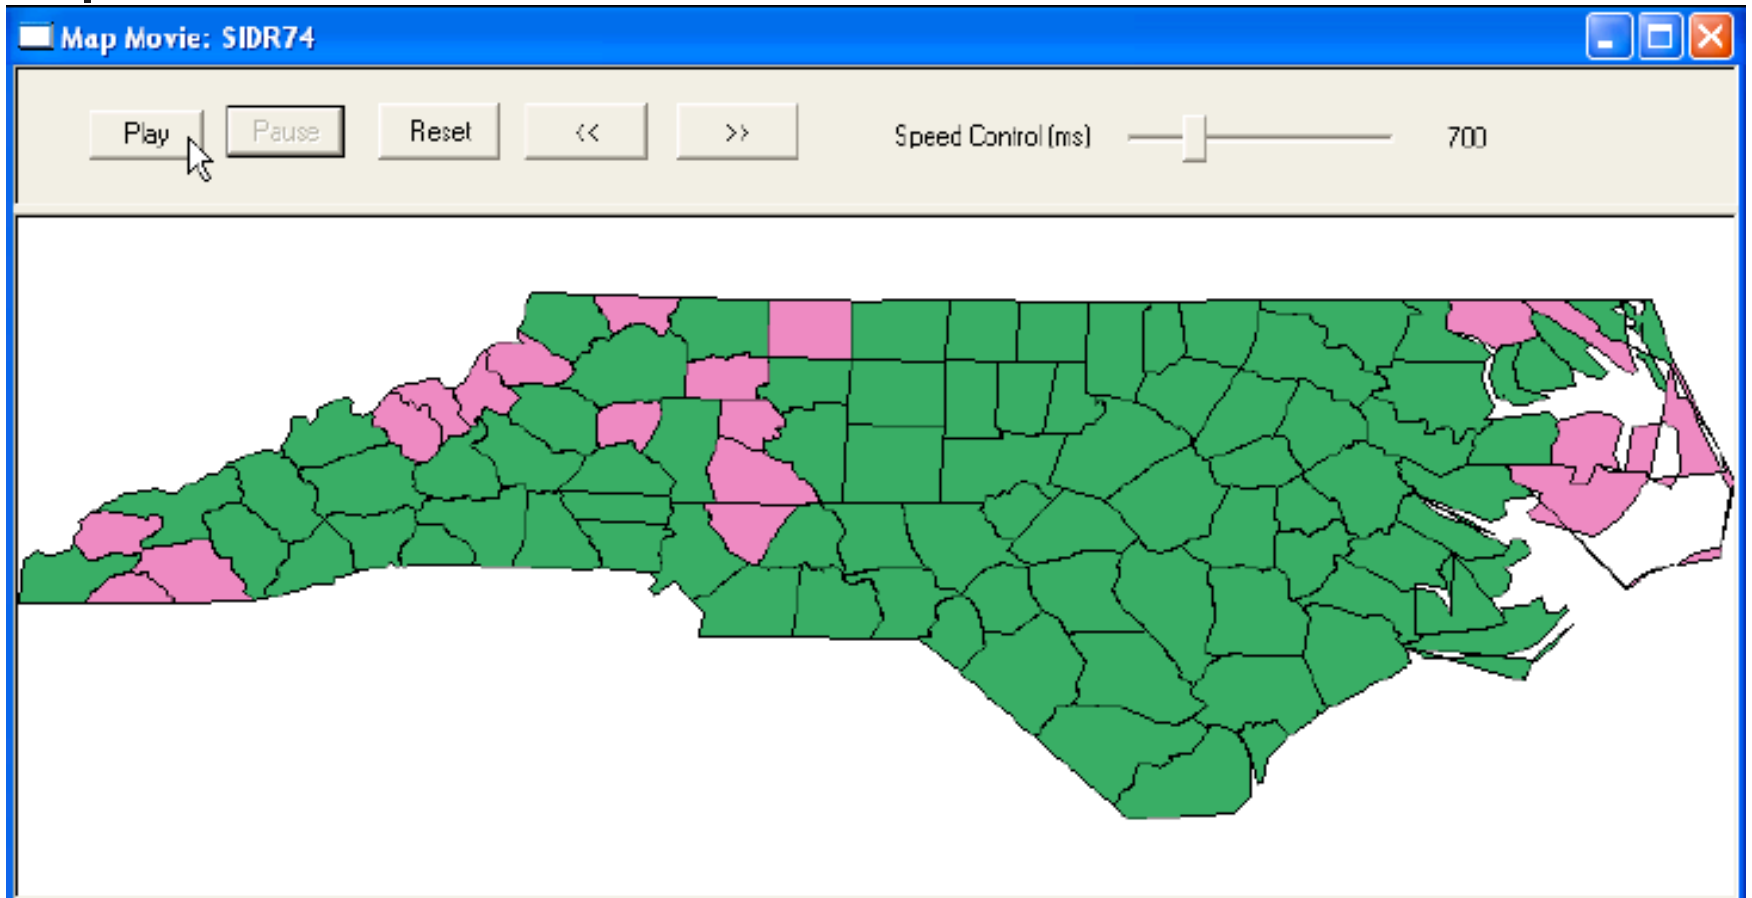 Map Movie: SIDR74
Play Pause Reset << >> Speed Control (ms) 700